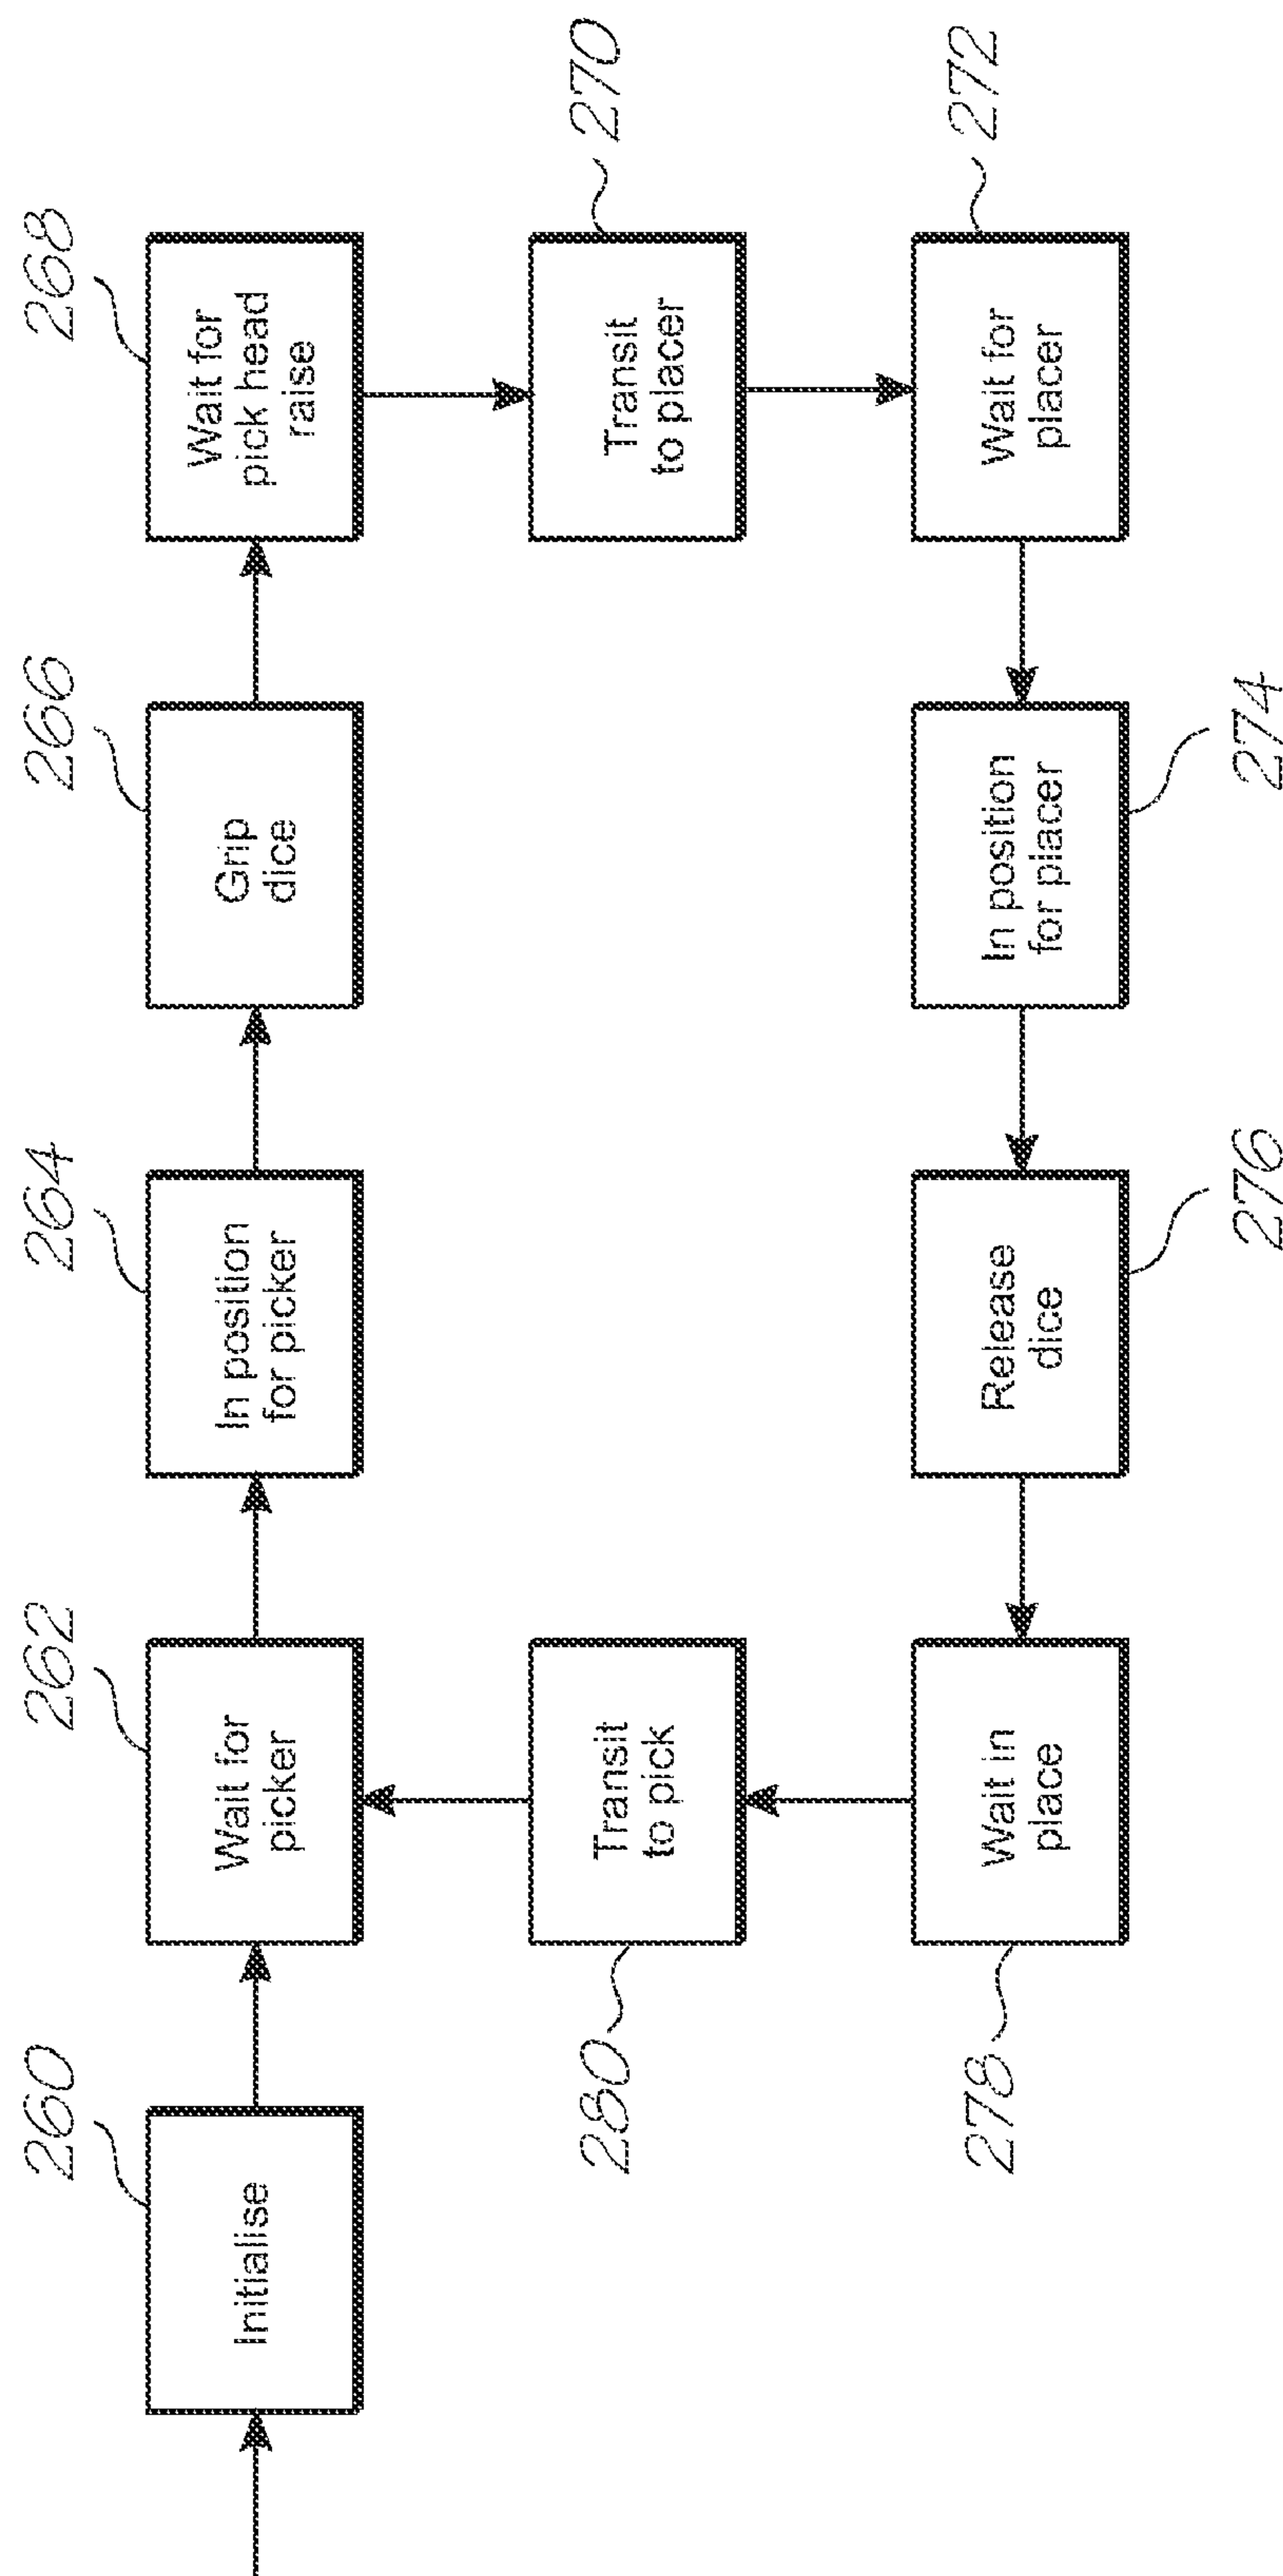 260
Initialise
262
Wait for
picker
264
In position
for picker
266
Grip
dice
268
Wait for
pick head
raise
270
Transit
to placer
272
Wait for
placer
274
In position
for placer
276
Release
dice
278
Wait in
place
280
Transit
to pick